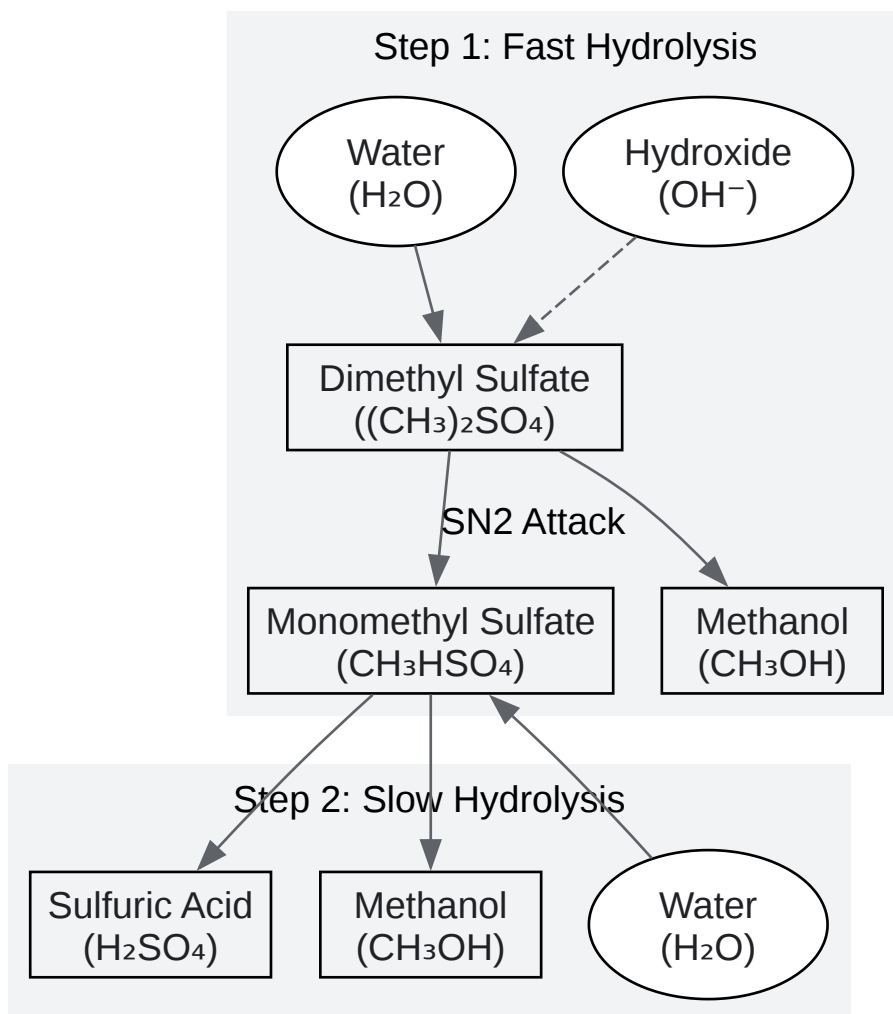 Step 1: Fast Hydrolysis
Water
(H₂O)
Hydroxide
(OH⁻)
Dimethyl Sulfate
((CH₃)₂SO₄)
SN2 Attack
Monomethyl Sulfate
(CH₃HSO₄)
Methanol
(CH₃OH)
Step 2: Slow Hydrolysis
Sulfuric Acid
(H₂SO₄)
Methanol
(CH₃OH)
Water
(H₂O)